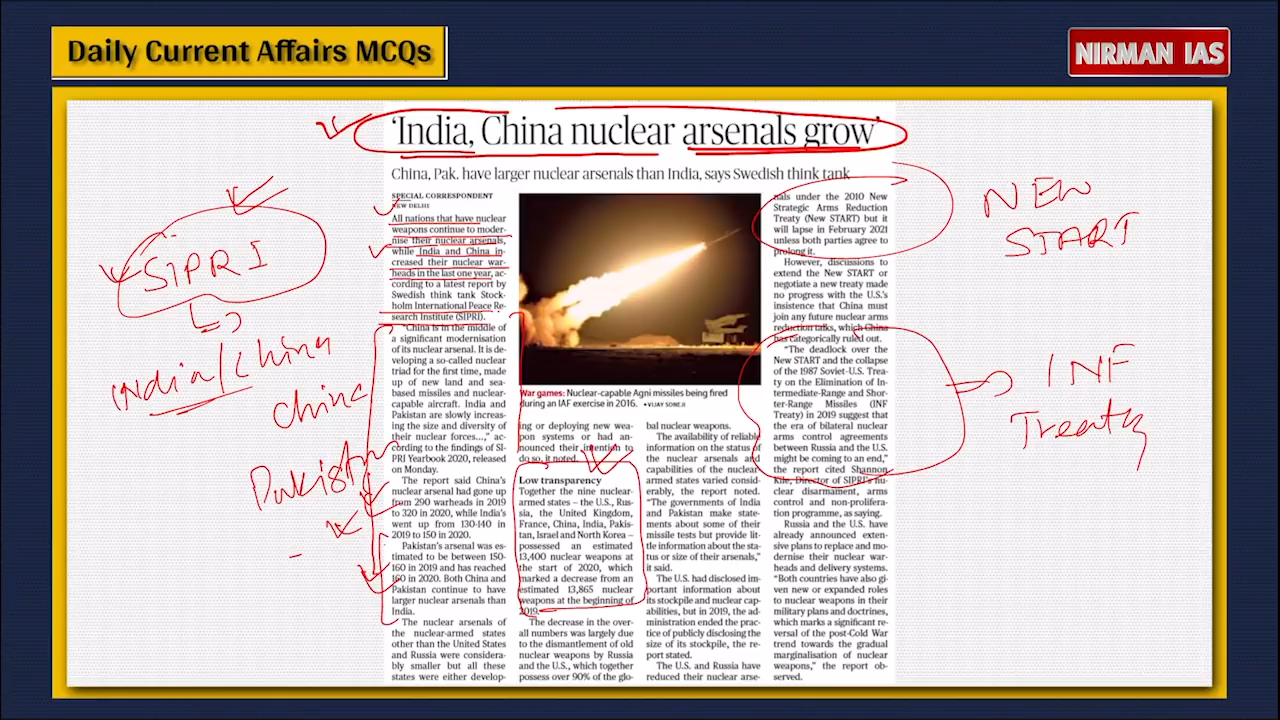 Daily Current Affairs MCQs
NIRMAN IAS
'India, China nuclear arsenals grow'
China, Pak. have larger nuclear arsenals than India, says Swedish think tank
SPECIAL CORRESPONDENT
NEW DELHI
All nations that have nuclear
weapons continue to moder-
nise their nuclear arsenals,
while India and China in-
creased their nuclear war-
heads in the last one year, ac-
cording to a latest report by
Swedish think tank Stock-
holm International Peace Re-
search Institute (SIPRI).
"China is in the middle of
a significant modernisation
of its nuclear arsenal. It is de-
veloping a so-called nuclear
triad for the first time, made
up of new land and sea-
based missiles and nuclear-
capable aircraft. India and
Pakistan are slowly increas-
ing the size and diversity of
their nuclear forces...," ac-
cording to the findings of SI-
PRI Yearbook 2020, released
on Monday.
The report said China's
nuclear arsenal had gone up
from 290 warheads in 2019
to 320 in 2020, while India's
went up from 130-140 in
2019 to 150 in 2020.
Pakistan's arsenal was es-
timated to be between 150-
160 in 2019 and has reached
160 in 2020. Both China and
Pakistan continue to have
larger nuclear arsenals than
India.
The nuclear arsenals of
the nuclear-armed states
other than the United States
and Russia were considera-
bly smaller but all these
states were either develop-
War games: Nuclear-capable Agni missiles being fired
during an IAF exercise in 2016. • VIJAY SONEJI
ing or deploying new wea-
pon systems or had an-
nounced their intention to
do so, it noted.
Low transparency
Together the nine nuclear-
armed states – the U.S., Rus-
sia, the United Kingdom,
France, China, India, Pakis-
tan, Israel and North Korea –
possessed an estimated
13,400 nuclear weapons at
the start of 2020, which
marked a decrease from an
estimated 13,865 nuclear
weapons at the beginning of
2019.
The decrease in the over-
all numbers was largely due
to the dismantlement of old
nuclear weapons by Russia
and the U.S., which together
possess over 90% of the glo-
bal nuclear weapons.
The availability of reliable
information on the status of
the nuclear arsenals and
capabilities of the nuclear-
armed states varied consid-
erably, the report noted.
"The governments of India
and Pakistan make state-
ments about some of their
missile tests but provide lit-
tle information about the sta-
tus or size of their arsenals,"
it said.
The U.S. had disclosed im-
portant information about
its stockpile and nuclear cap-
abilities, but in 2019, the ad-
ministration ended the prac-
tice of publicly disclosing the
size of its stockpile, the re-
port stated.
The U.S. and Russia have
reduced their nuclear arse-
nals under the 2010 New
Strategic Arms Reduction
Treaty (New START) but it
will lapse in February 2021
unless both parties agree to
prolong it.
However, discussions to
extend the New START or
negotiate a new treaty made
no progress with the U.S.'s
insistence that China must
join any future nuclear arms
reduction talks, which China
has categorically ruled out.
"The deadlock over the
New START and the collapse
of the 1987 Soviet-U.S. Trea-
ty on the Elimination of In-
termediate-Range and Shor-
ter-Range Missiles (INF
Treaty) in 2019 suggest that
the era of bilateral nuclear
arms control agreements
between Russia and the U.S.
might be coming to an end,"
the report cited Shannon
Kile, Director of SIPRI's nu-
clear disarmament, arms
control and non-prolifera-
tion programme, as saying.
Russia and the U.S. have
already announced exten-
sive plans to replace and mo-
dernise their nuclear war-
heads and delivery systems.
"Both countries have also gi-
ven new or expanded roles
to nuclear weapons in their
military plans and doctrines,
which marks a significant re-
versal of the post-Cold War
trend towards the gradual
marginalisation of nuclear
weapons," the report ob-
served.
SIPRI
India/China
China
Pakistan
NEW
START
INF
Treaty